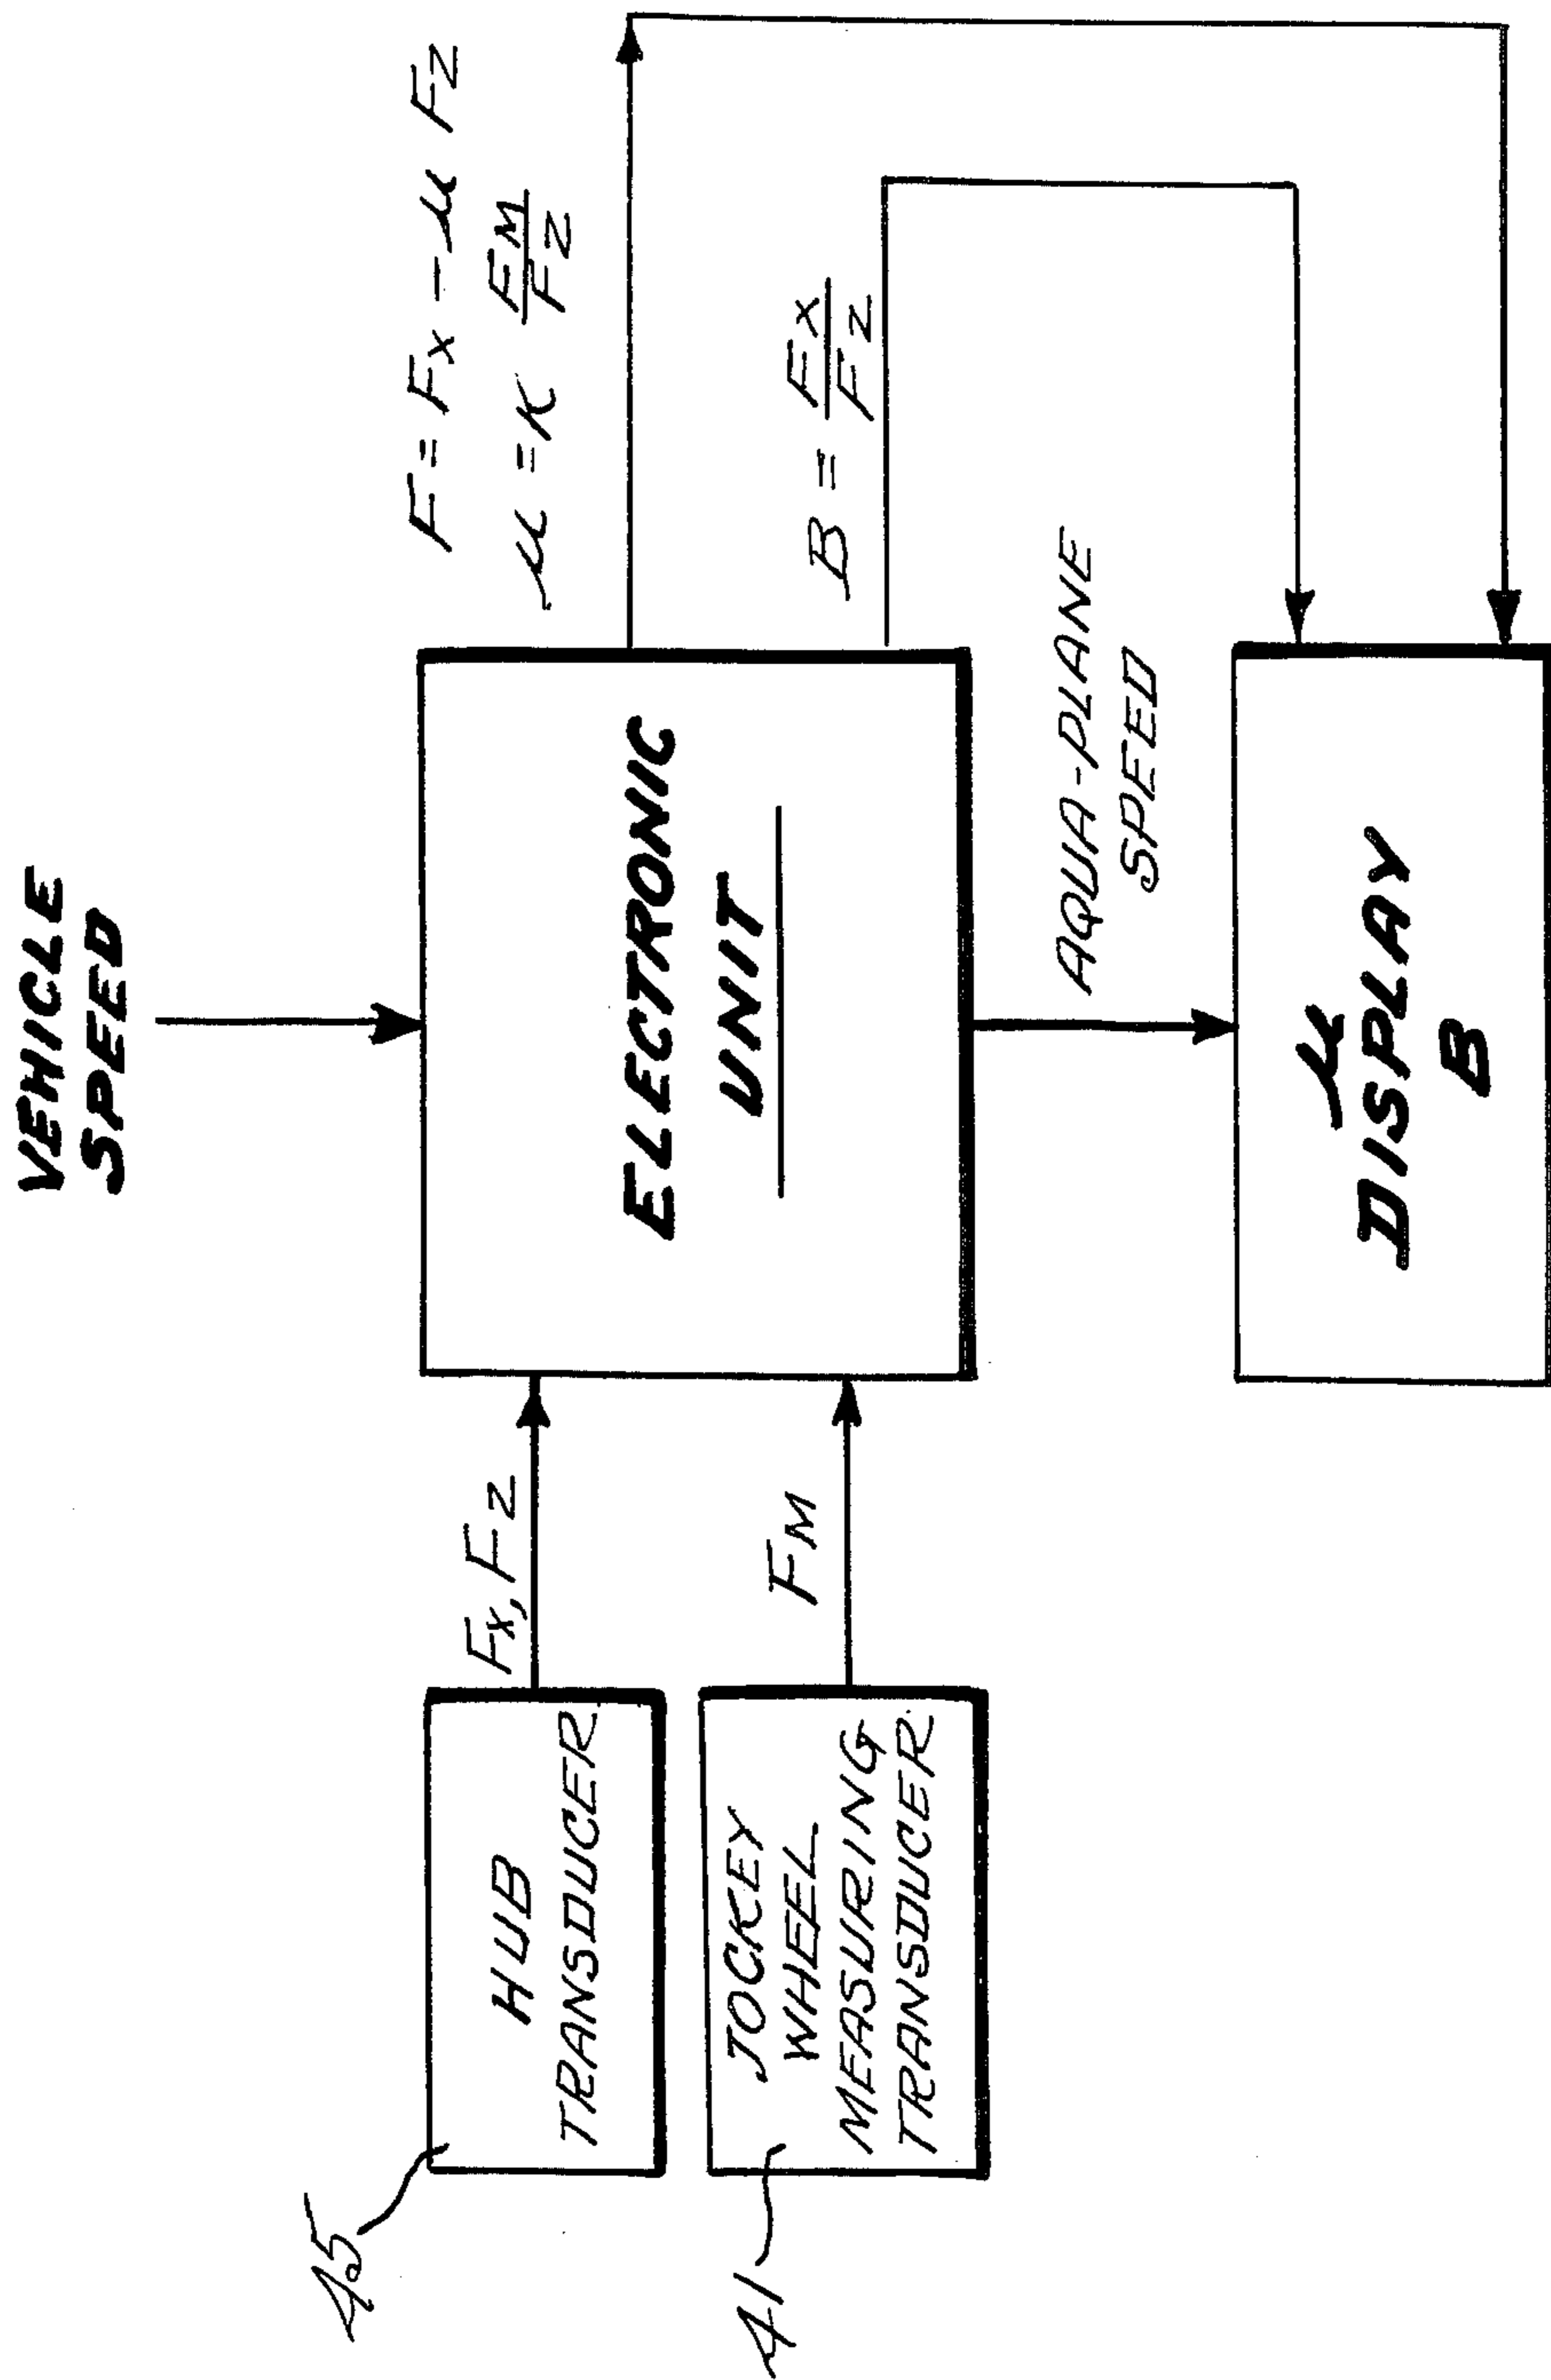 VEHICLE
SPEED
45
HUB
TRANSDUCER
Fx, Fz
41
JOCKEY
WHEEL
MEASURING
TRANSDUCER
FM
ELECTRONIC
UNIT
F = Fx - μ Fz
μ = K FM/Fz
B = Fx/Fz
AQUA-PLANE
SPEED
μ
DISPLAY
B